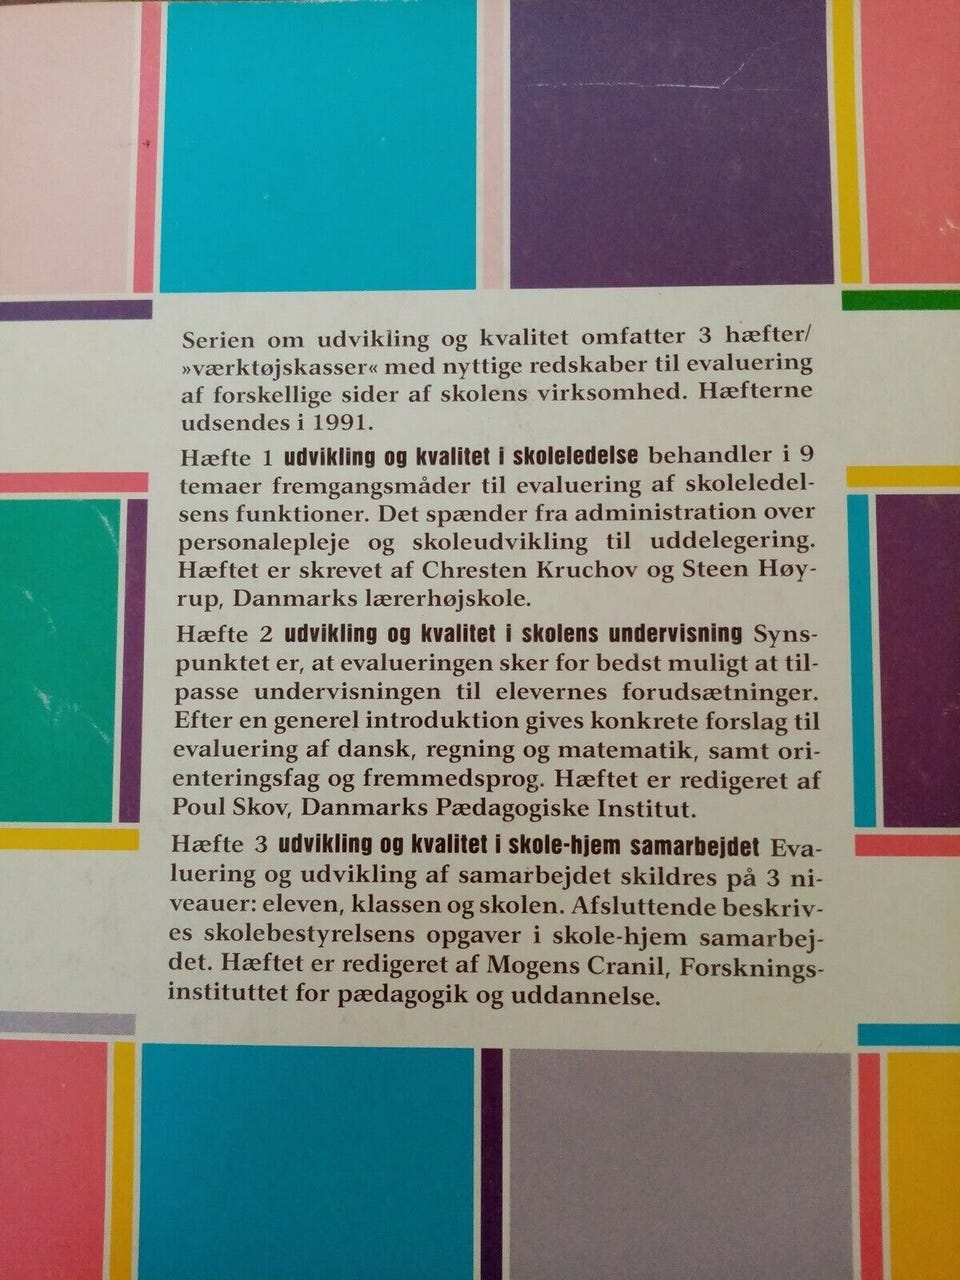 Serien om udvikling og kvalitet omfatter 3 hæfter/
»værktøjskasser« med nyttige redskaber til evaluering
af forskellige sider af skolens virksomhed. Hæfterne
udsendes i 1991.
Hæfte 1 udvikling og kvalitet i skoleledelse behandler i 9
temaer fremgangsmåder til evaluering af skoleledel-
sens funktioner. Det spænder fra administration over
personalepleje og skoleudvikling til uddelegering.
Hæftet er skrevet af Chresten Kruchov og Steen Høy-
rup, Danmarks lærerhøjskole.
Hæfte 2 udvikling og kvalitet i skolens undervisning Syns-
punktet er, at evalueringen sker for bedst muligt at til-
passe undervisningen til elevernes forudsætninger.
Efter en generel introduktion gives konkrete forslag til
evaluering af dansk, regning og matematik, samt ori-
enteringsfag og fremmedsprog. Hæftet er redigeret af
Poul Skov, Danmarks Pædagogiske Institut.
Hæfte 3 udvikling og kvalitet i skole-hjem samarbejdet Eva-
luering og udvikling af samarbejdet skildres på 3 ni-
veauer: eleven, klassen og skolen. Afsluttende beskriv-
es skolebestyrelsens opgaver i skole-hjem samarbej-
det. Hæftet er redigeret af Mogens Cranil, Forsknings-
instituttet for pædagogik og uddannelse.